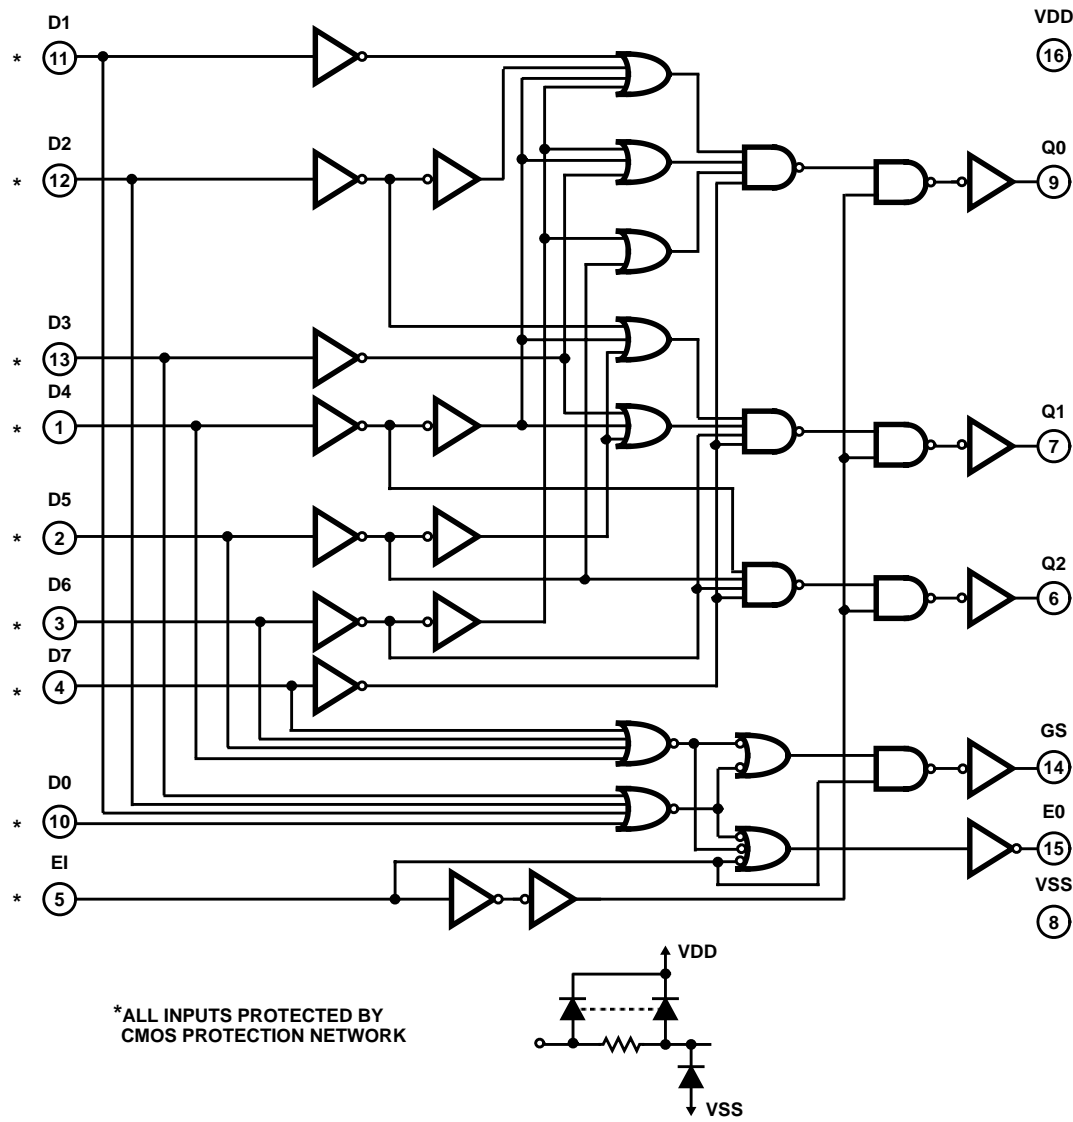 D1
* 11
VDD
16
D2
* 12
Q0
9
D3
* 13
D4
* 1
Q1
7
D5
* 2
Q2
6
D6
* 3
D7
* 4
GS
14
D0
* 10
E0
15
EI
* 5
VSS
8
VDD
*ALL INPUTS PROTECTED BY
CMOS PROTECTION NETWORK
VSS